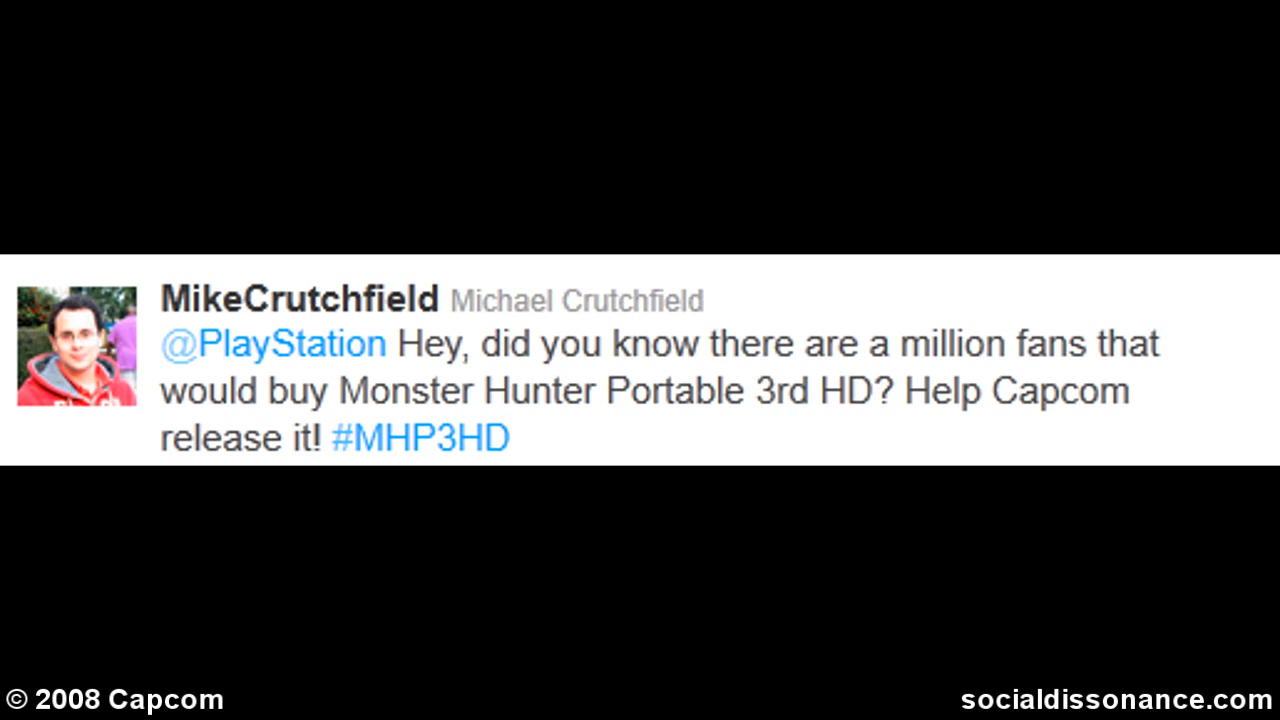 MikeCrutchfield Michael Crutchfield
@PlayStation Hey, did you know there are a million fans that
would buy Monster Hunter Portable 3rd HD? Help Capcom
release it! #MHP3HD
© 2008 Capcom
socialdissonance.com